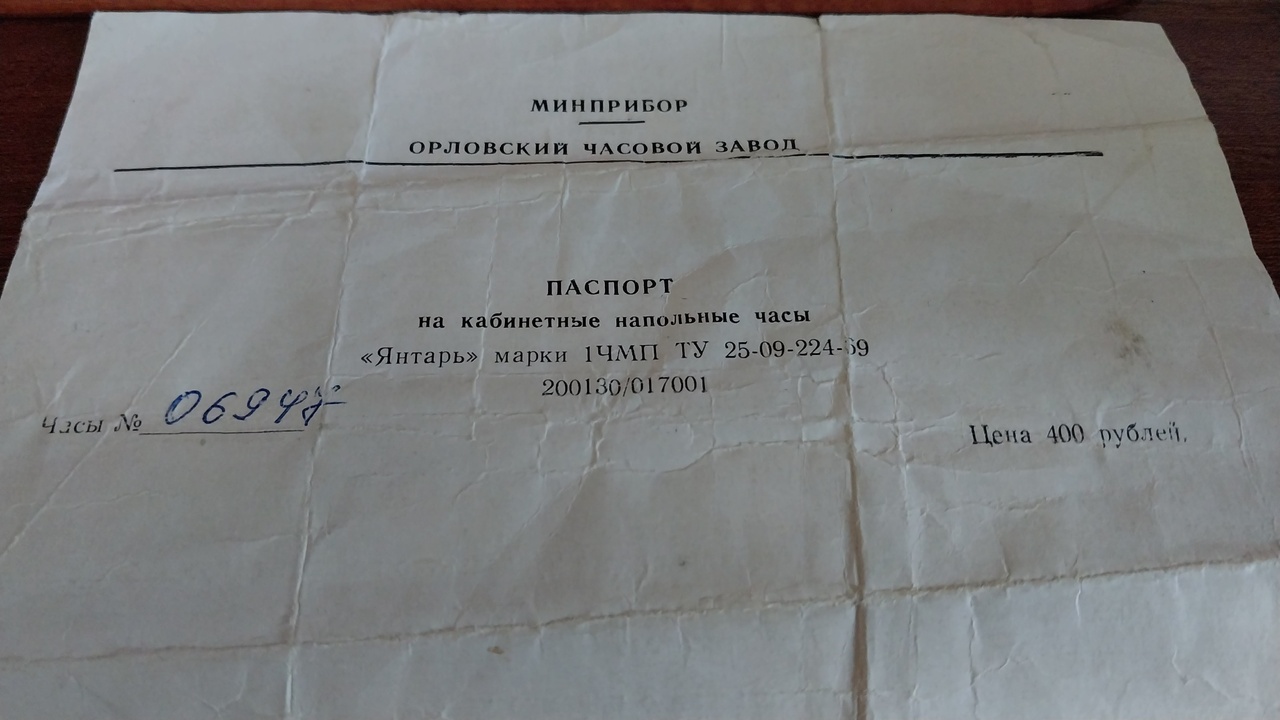 МИНПРИБОР
ОРЛОВСКИЙ ЧАСОВОЙ ЗАВОД
ПАСПОРТ
на кабинетные напольные часы
«Янтарь» марки 1ЧМП ТУ 25-09-224-69
200130/017001
Часы №
Цена 400 рублей.